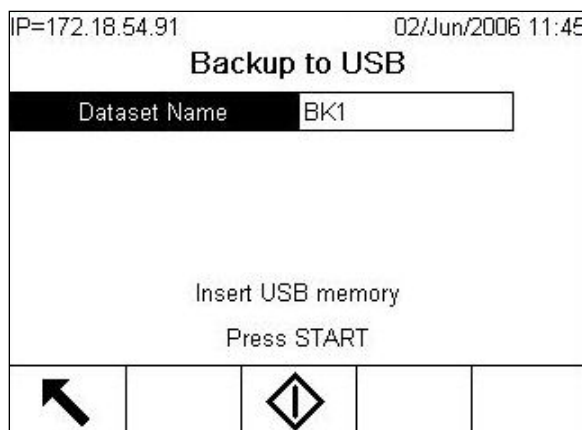 IP=172.18.54.91 02/Jun/2006 11:45
Backup to USB
Dataset Name BK1
Insert USB memory
Press START